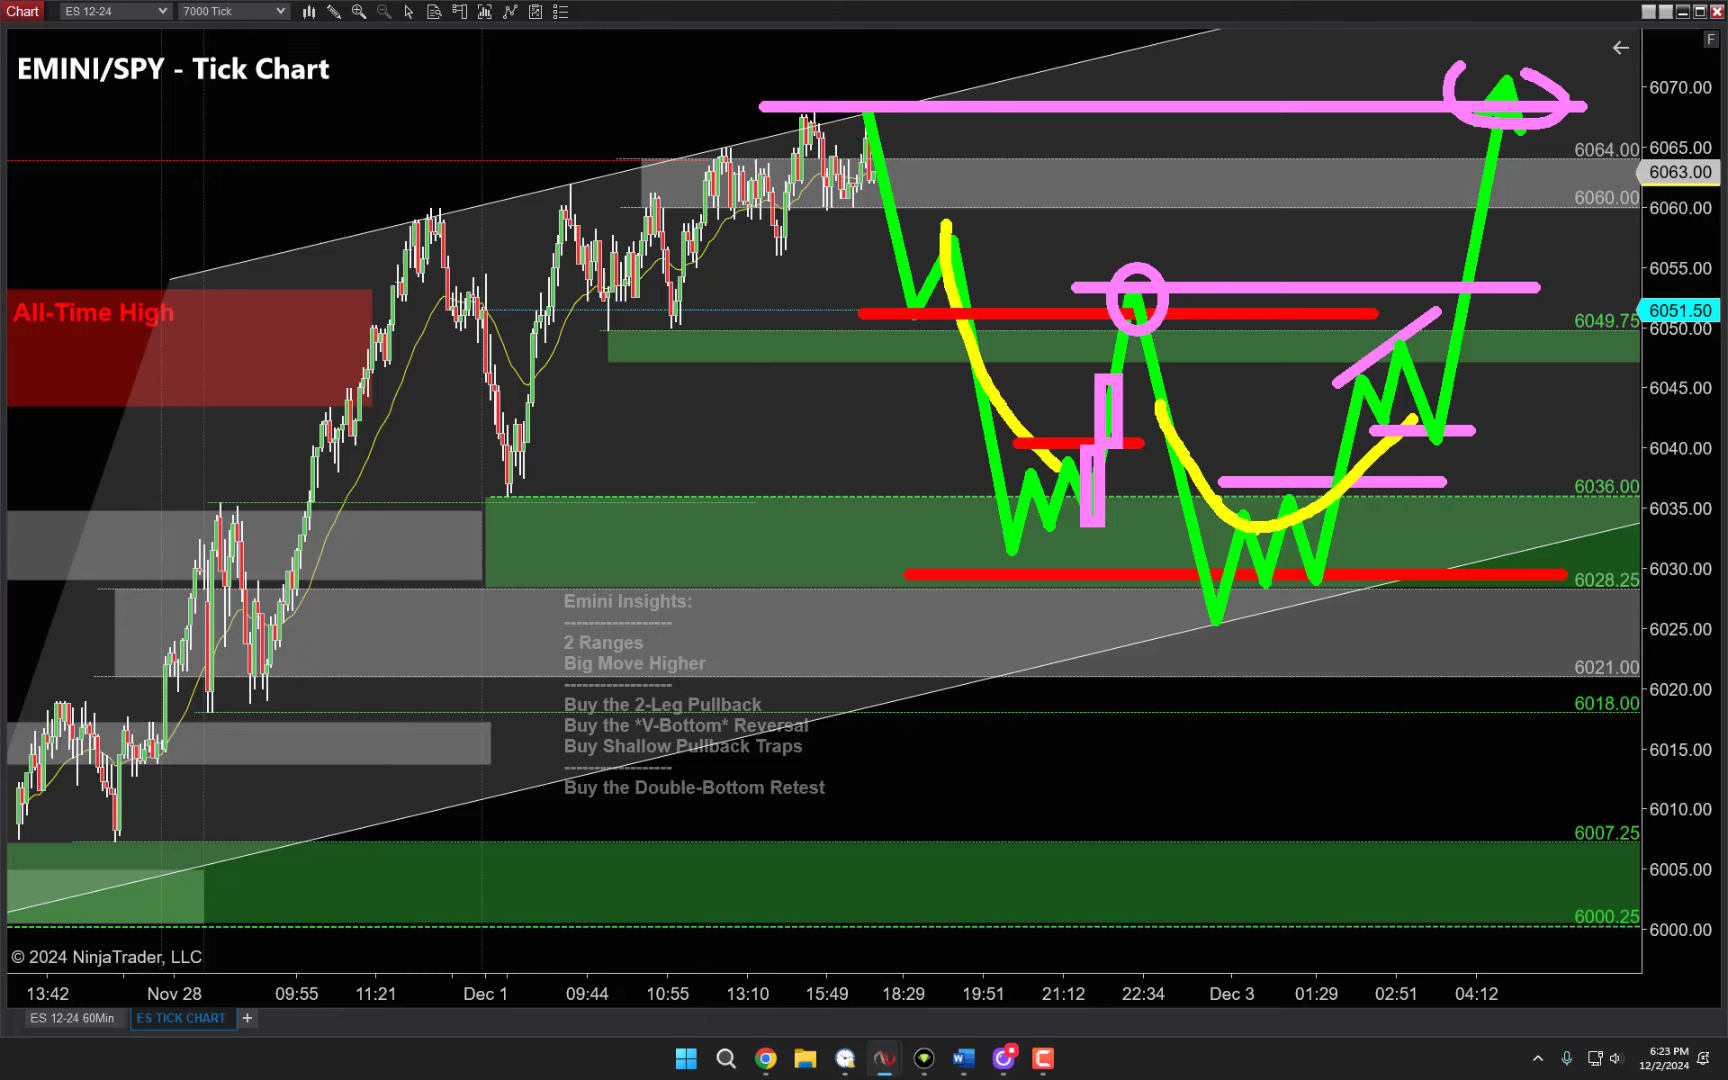 Chart
ES 12-24
7000 Tick
F
EMINI/SPY - Tick Chart
All-Time High
6064.00
6060.00
6049.75
6036.00
6028.25
6021.00
6018.00
6007.25
6000.25
6070.00
6065.00
6063.00
6060.00
6055.00
6051.50
6050.00
6045.00
6040.00
6035.00
6030.00
6025.00
6020.00
6015.00
6010.00
6005.00
6000.00
Emini Insights:
------------------
2 Ranges
Big Move Higher
------------------
Buy the 2-Leg Pullback
Buy the *V-Bottom* Reversal
Buy Shallow Pullback Traps
------------------
Buy the Double-Bottom Retest
© 2024 NinjaTrader, LLC
13:42 Nov 28 09:55 11:21 Dec 1 09:44 10:55 13:10 15:49 18:29 19:51 21:12 22:34 Dec 3 01:29 02:51 04:12
ES 12-24 60Min ES TICK CHART +
6:23 PM
12/2/2024